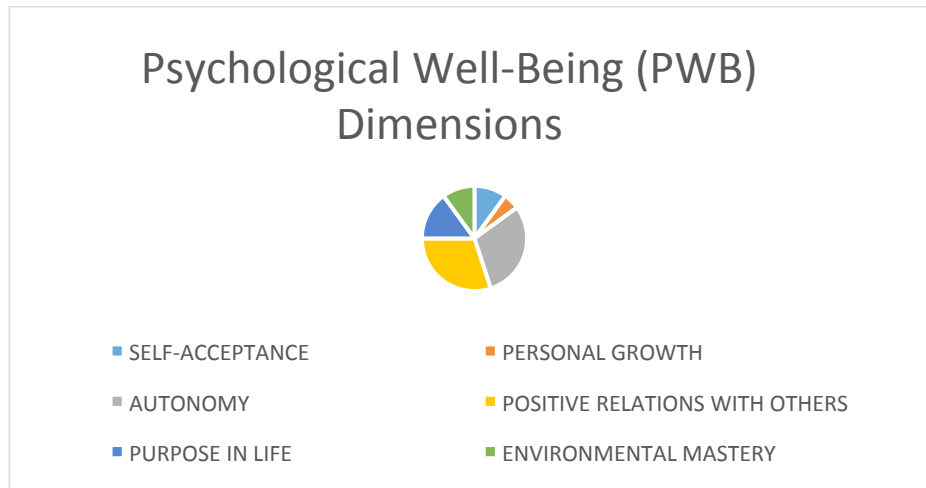 Psychological Well-Being (PWB)
Dimensions
SELF-ACCEPTANCE
PERSONAL GROWTH
AUTONOMY
POSITIVE RELATIONS WITH OTHERS
PURPOSE IN LIFE
ENVIRONMENTAL MASTERY